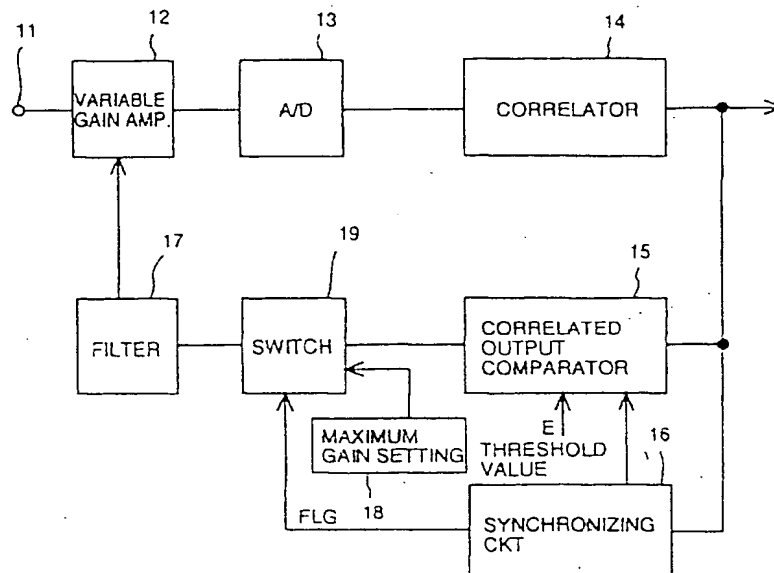 11
12
13
14
VARIABLE
GAIN AMP.
A/D
CORRELATOR
17
19
15
FILTER
SWITCH
CORRELATED
OUTPUT
COMPARATOR
MAXIMUM
GAIN SETTING
18
E
THRESHOLD
VALUE
16
FLG
SYNCHRONIZING
CKT